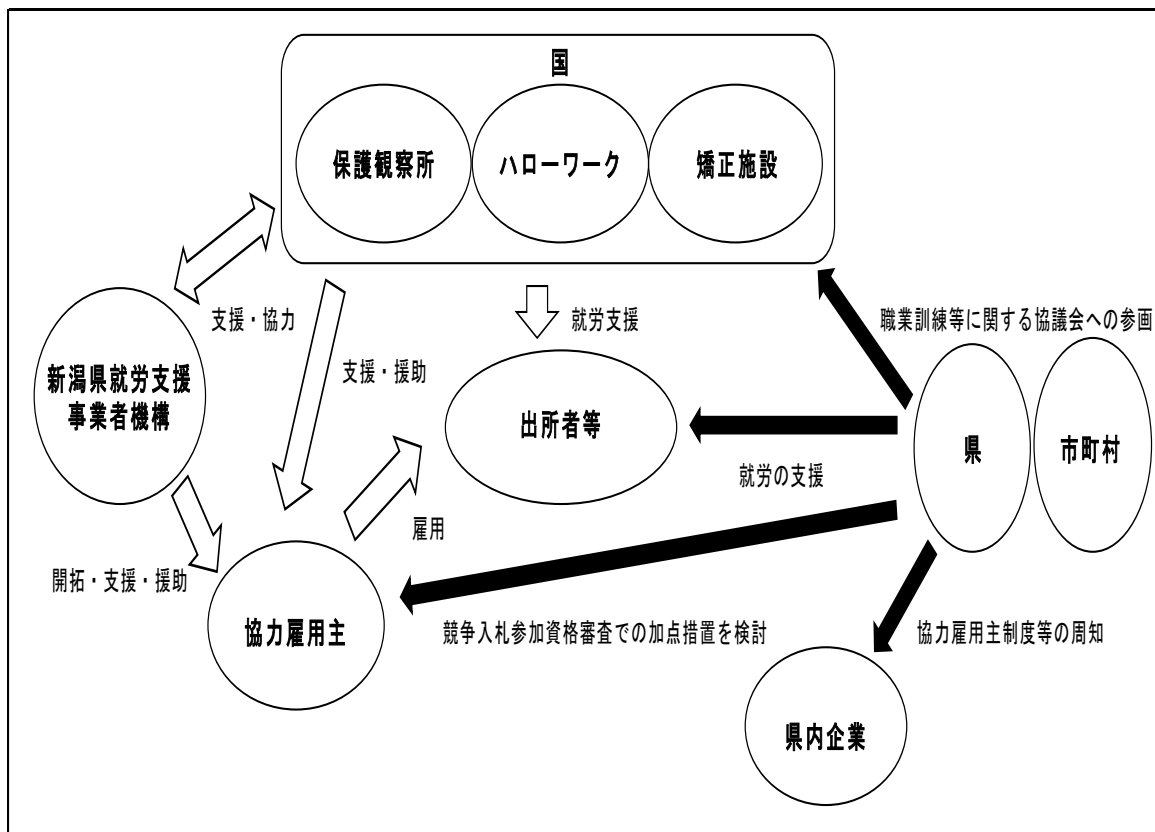 国
保護観察所
ハローワーク
矯正施設
支援・協力
就労支援
職業訓練等に関する協議会への参画
新潟県就労支援
事業者機構
支援・援助
出所者等
県
市町村
就労の支援
雇用
開拓・支援・援助
協力雇用主
競争入札参加資格審査での加点措置を検討
協力雇用主制度等の周知
県内企業